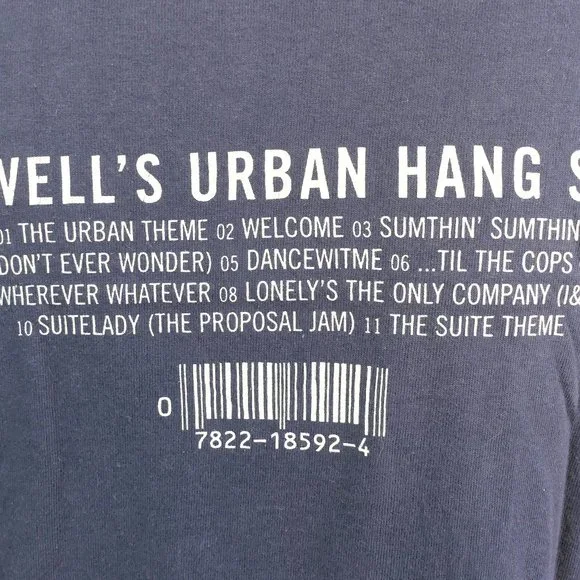 WELL'S URBAN HANG S
01 THE URBAN THEME 02 WELCOME 03 SUMTHIN' SUMTHIN
DON'T EVER WONDER) 05 DANCEWITME 06 ...TIL THE COPS
WHEREVER WHATEVER 08 LONELY'S THE ONLY COMPANY (I&
10 SUITELADY (THE PROPOSAL JAM) 11 THE SUITE THEME
0 7822-18592-4